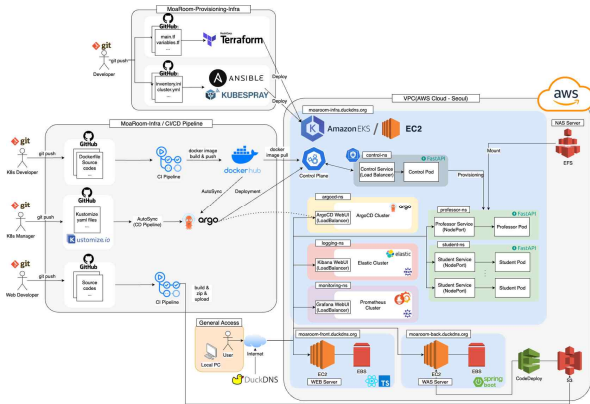 MoaRoom-Provisioning-Infra
GitHub
main.tf
variables.tf
...
HashiCorp
Terraform
git
Developer
git push
GitHub
inventory.ini
cluster.yml
...
ANSIBLE
KUBESPRAY
Deploy
Deploy
aws
VPC(AWS Cloud - Seoul)
moaroom-infra.duckdns.org
Amazon EKS / EC2
NAS Server
EFS
Mount
Provisioning
MoaRoom-Infra / CI/CD Pipeline
git
K8s Developer
git push
GitHub
Dockerfile
Source
codes
...
CI Pipeline
docker image
build & push
docker hub
docker
image pull
Control Plane
control-ns
FastAPI
Control Service
(Load Balancer)
Control Pod
AutoSync
Deployment
git
K8s Manager
git push
GitHub
Kustomize
yaml files
...
Kustomize.io
AutoSync
(CD Pipeline)
argo
argocd-ns
ArgoCD WebUI
(LoadBalancer)
ArgoCD Cluster
argo
professor-ns
FastAPI
Professor Service
(NodePort)
Professor Pod
logging-ns
Kibana WebUI
(LoadBalancer)
elastic
Elastic Cluster
student-ns
FastAPI
Student Service
(NodePort)
Student Pod
Student Service
(NodePort)
Student Pod
monitoring-ns
Grafana WebUI
(LoadBalancer)
Prometheus
Cluster
git
Web Developer
git push
GitHub
Source
codes
...
CI Pipeline
build &
zip &
upload
General Access
User
Local PC
Internet
DuckDNS
moaroom-front.duckdns.org
EC2
EBS
WEB Server
TS
moaroom-back.duckdns.org
EC2
EBS
WAS Server
spring
boot
CodeDeploy
S3